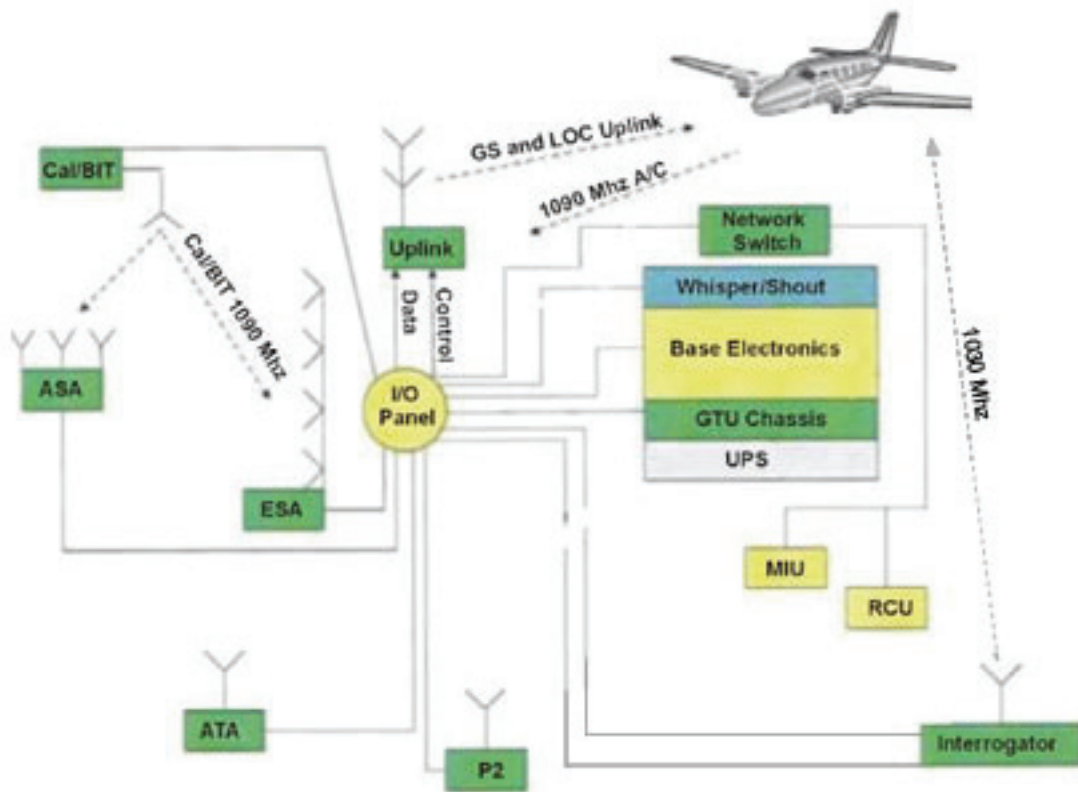 GS and LOC Uplink
1090 Mhz A/C
Cal/BIT
Uplink
Network
Switch
Cal/BIT 1090 Mhz
Data
Control
Whisper/Shout
Base Electronics
GTU Chassis
UPS
1030 Mhz
ASA
I/O
Panel
ESA
MIU
RCU
ATA
P2
Interrogator